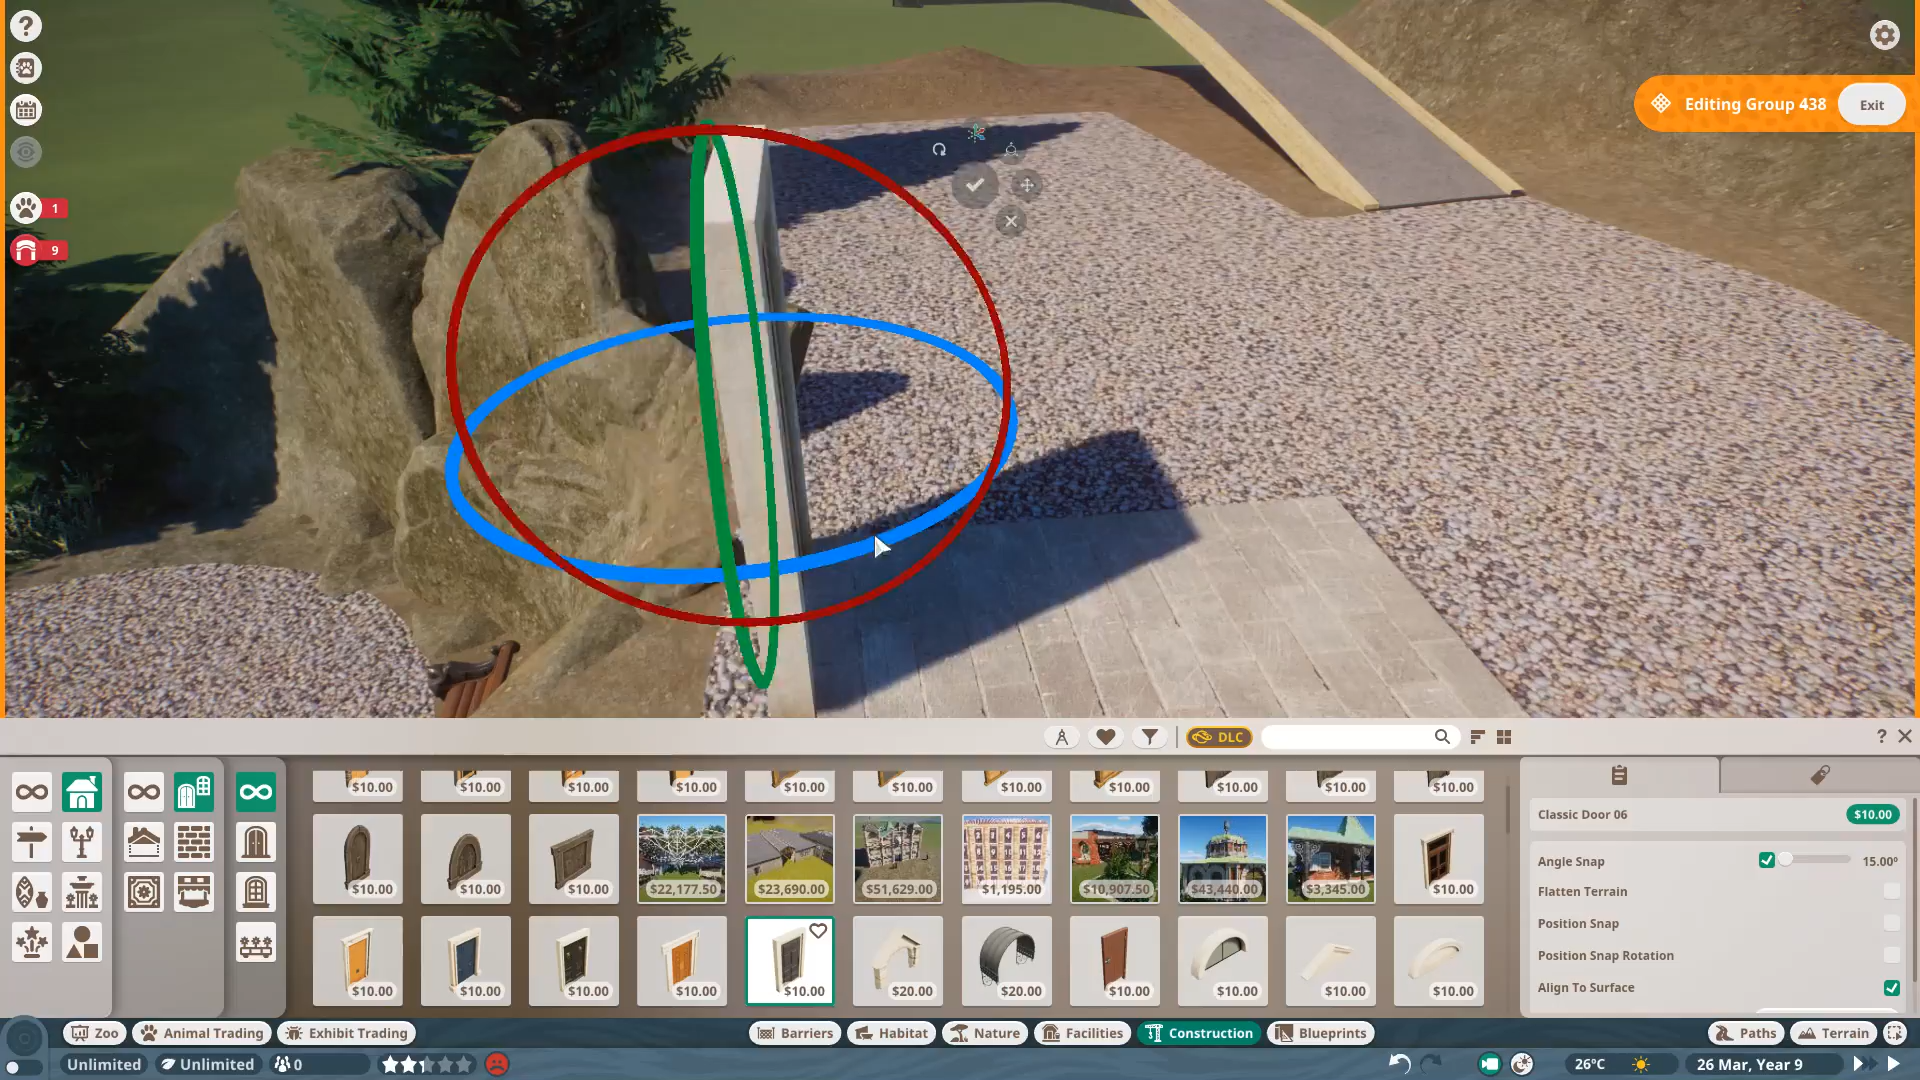 ?
Editing Group 438
Exit
1
9
DLC
?
$10.00 $10.00 $10.00 $10.00 $10.00 $10.00 $10.00 $10.00 $10.00 $10.00 $10.00
$10.00 $10.00 $10.00 $22,177.50 $23,690.00 $51,629.00 $1,195.00 $10,907.50 $43,440.00 $3,345.00 $10.00
$10.00 $10.00 $10.00 $10.00 $10.00 $20.00 $20.00 $10.00 $10.00 $10.00 $10.00
Classic Door 06 $10.00
Angle Snap 15.00°
Flatten Terrain
Position Snap
Position Snap Rotation
Align To Surface
Zoo Animal Trading Exhibit Trading Barriers Habitat Nature Facilities Construction Blueprints Paths Terrain
Unlimited Unlimited 0 26°C 26 Mar, Year 9